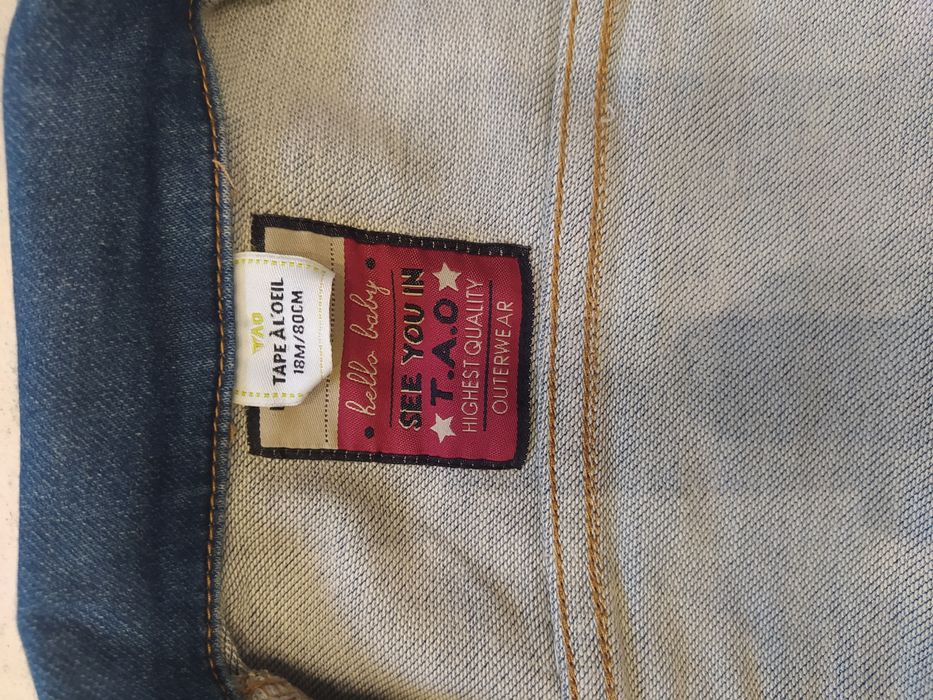 TAO
TAPE À L'OEIL
18M/80CM
• hello baby •
SEE YOU IN
T.A.O
HIGHEST QUALITY
OUTERWEAR